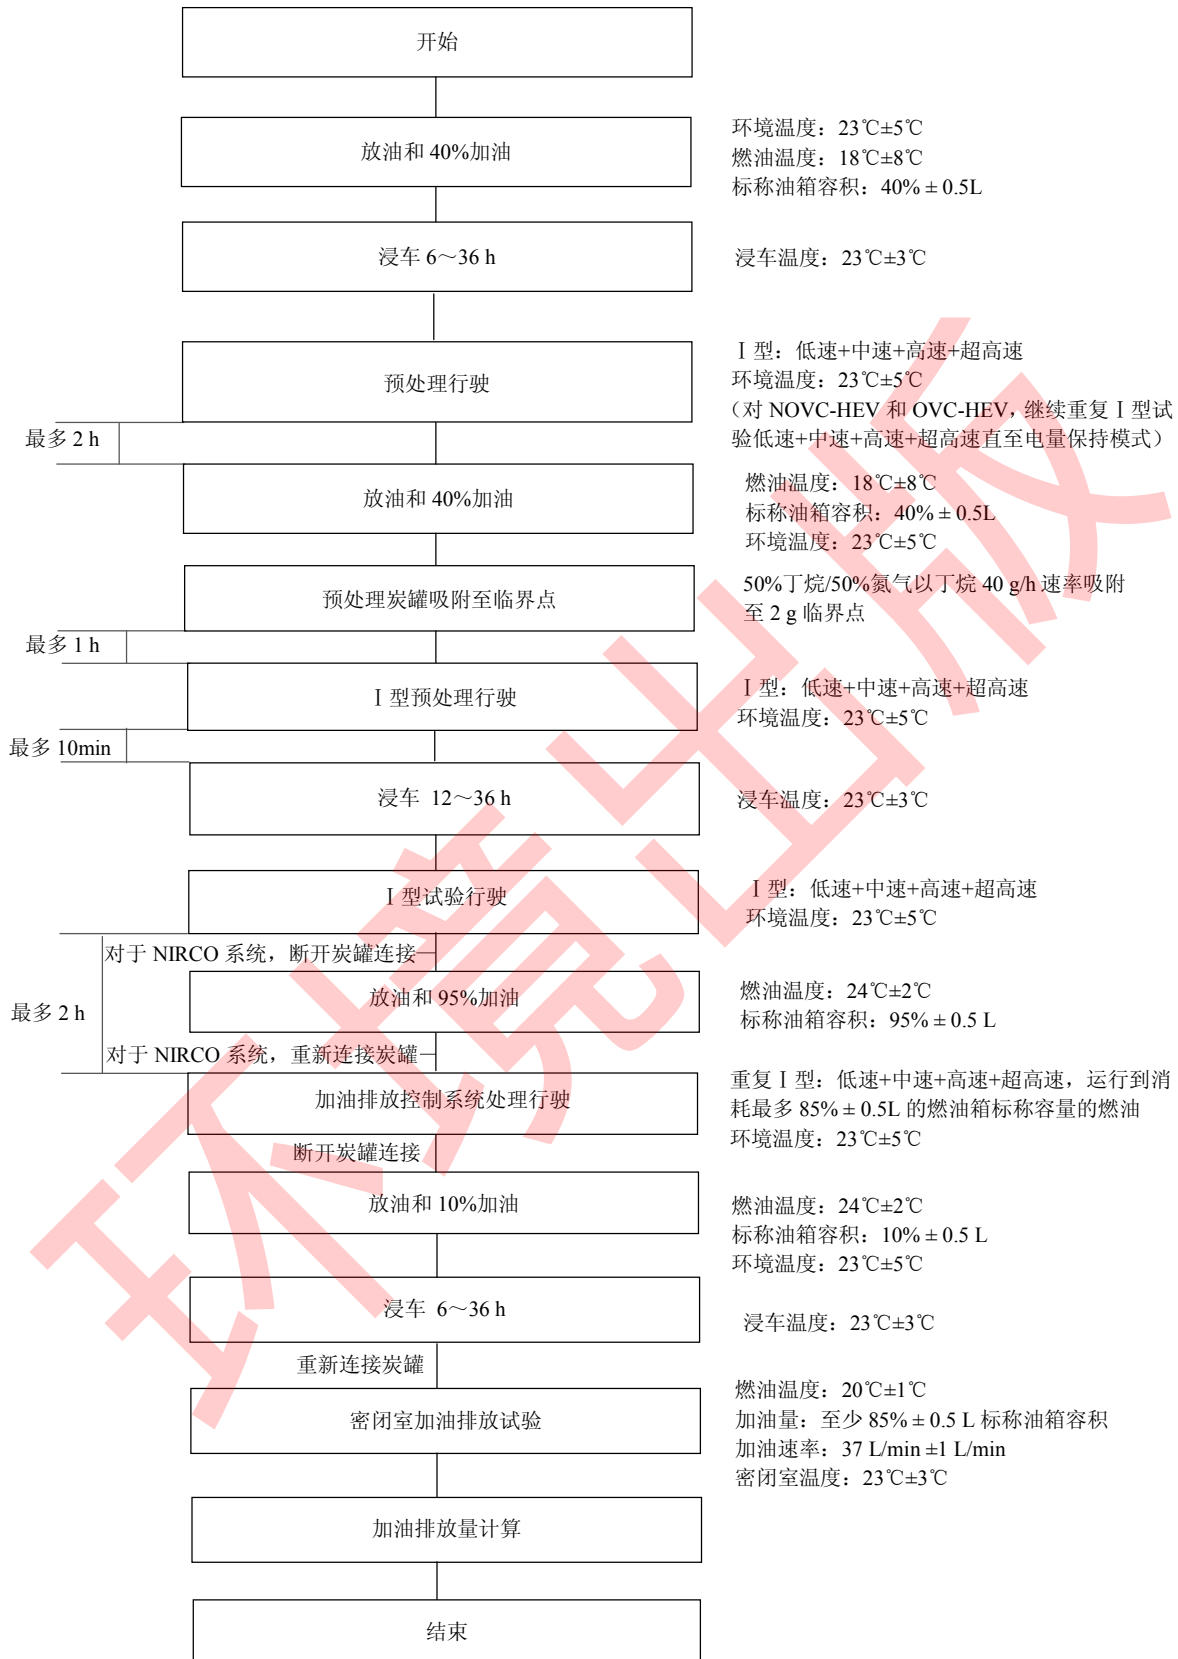 开始
放油和 40%加油
环境温度：23℃±5℃
燃油温度：18℃±8℃
标称油箱容积：40% ± 0.5L
浸车 6～36 h
浸车温度：23℃±3℃
预处理行驶
Ⅰ型：低速+中速+高速+超高速
环境温度：23℃±5℃
（对 NOVC-HEV 和 OVC-HEV，继续重复Ⅰ型试
验低速+中速+高速+超高速直至电量保持模式）
最多 2 h
放油和 40%加油
燃油温度：18℃±8℃
标称油箱容积：40% ± 0.5L
环境温度：23℃±5℃
预处理炭罐吸附至临界点
50%丁烷/50%氮气以丁烷 40 g/h 速率吸附
至 2 g 临界点
最多 1 h
Ⅰ型预处理行驶
Ⅰ型：低速+中速+高速+超高速
环境温度：23℃±5℃
最多 10min
浸车 12～36 h
浸车温度：23℃±3℃
Ⅰ型试验行驶
Ⅰ型：低速+中速+高速+超高速
环境温度：23℃±5℃
对于 NIRCO 系统，断开炭罐连接
放油和 95%加油
燃油温度：24℃±2℃
标称油箱容积：95% ± 0.5 L
最多 2 h
对于 NIRCO 系统，重新连接炭罐
加油排放控制系统处理行驶
重复Ⅰ型：低速+中速+高速+超高速，运行到消
耗最多 85% ± 0.5L 的燃油箱标称容量的燃油
环境温度：23℃±5℃
断开炭罐连接
放油和 10%加油
燃油温度：24℃±2℃
标称油箱容积：10% ± 0.5 L
环境温度：23℃±5℃
浸车 6～36 h
浸车温度：23℃±3℃
重新连接炭罐
密闭室加油排放试验
燃油温度：20℃±1℃
加油量：至少 85% ± 0.5 L 标称油箱容积
加油速率：37 L/min ±1 L/min
密闭室温度：23℃±3℃
加油排放量计算
结束
环境出版